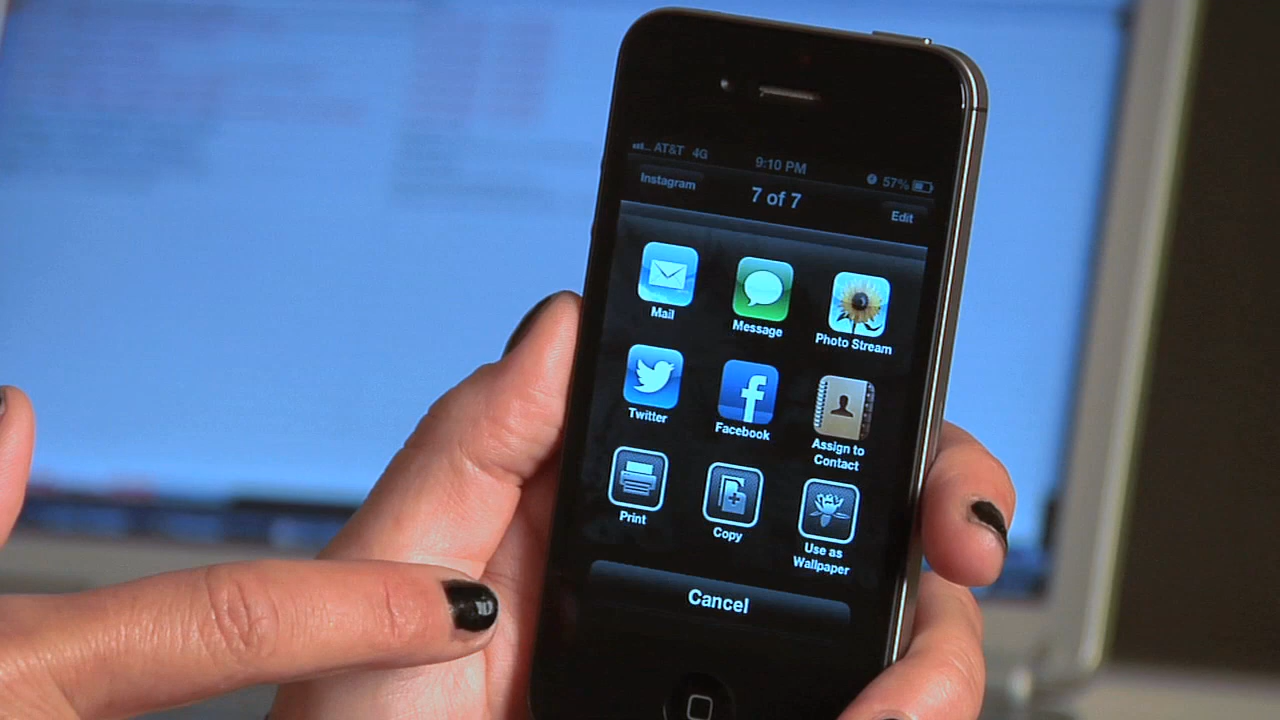 AT&T 4G 9:10 PM 57%
Instagram 7 of 7 Edit
Mail Message Photo Stream
Twitter Facebook Assign to
Contact
Print Copy Use as
Wallpaper
Cancel